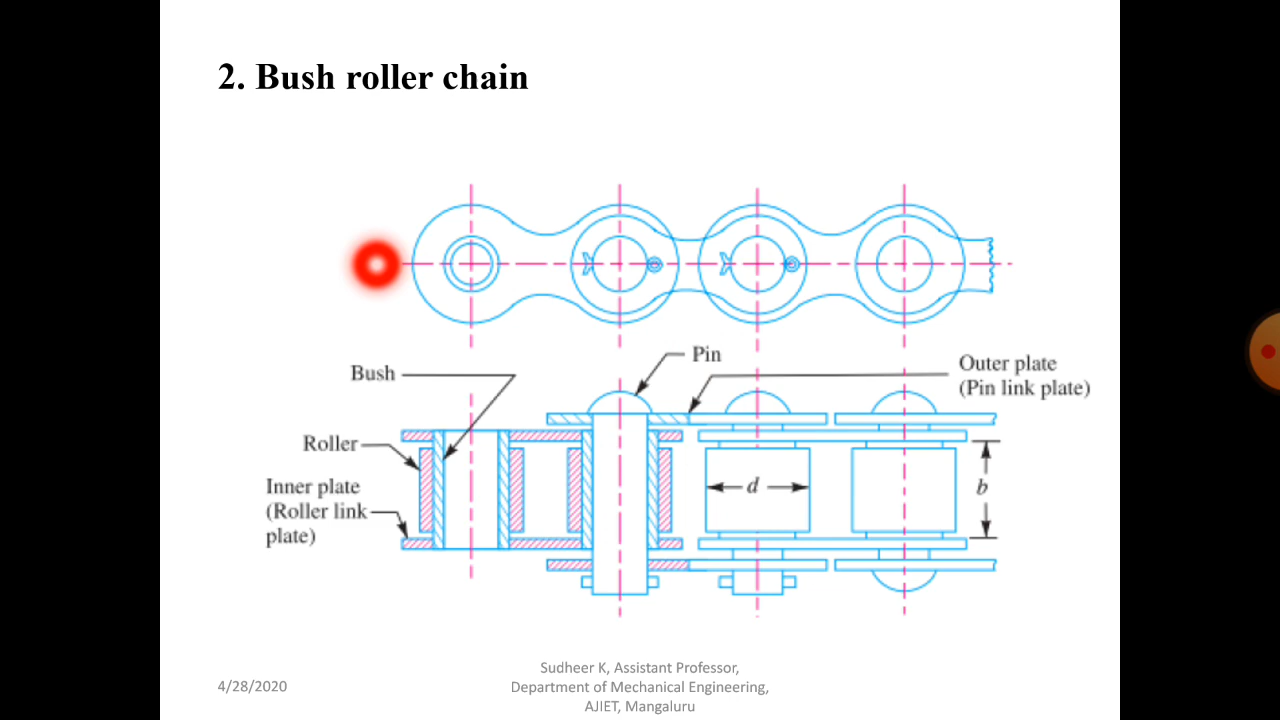 2. Bush roller chain
Pin
Bush
Outer plate
(Pin link plate)
Roller
Inner plate
(Roller link
plate)
d
b
4/28/2020
Sudheer K, Assistant Professor,
Department of Mechanical Engineering,
AJIET, Mangaluru